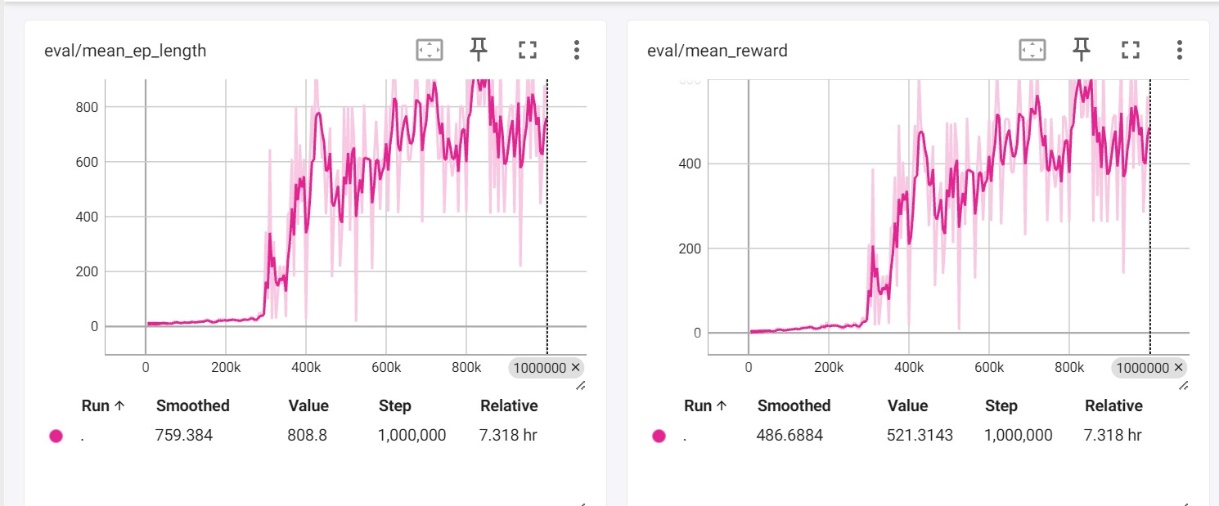 eval/mean_ep_length
800
600
400
200
0
0 200k 400k 600k 800k 1000000 ×
Run ↑ Smoothed Value Step Relative
. 759.384 808.8 1,000,000 7.318 hr
eval/mean_reward
600
400
200
0
0 200k 400k 600k 800k 1000000 ×
Run ↑ Smoothed Value Step Relative
. 486.6884 521.3143 1,000,000 7.318 hr